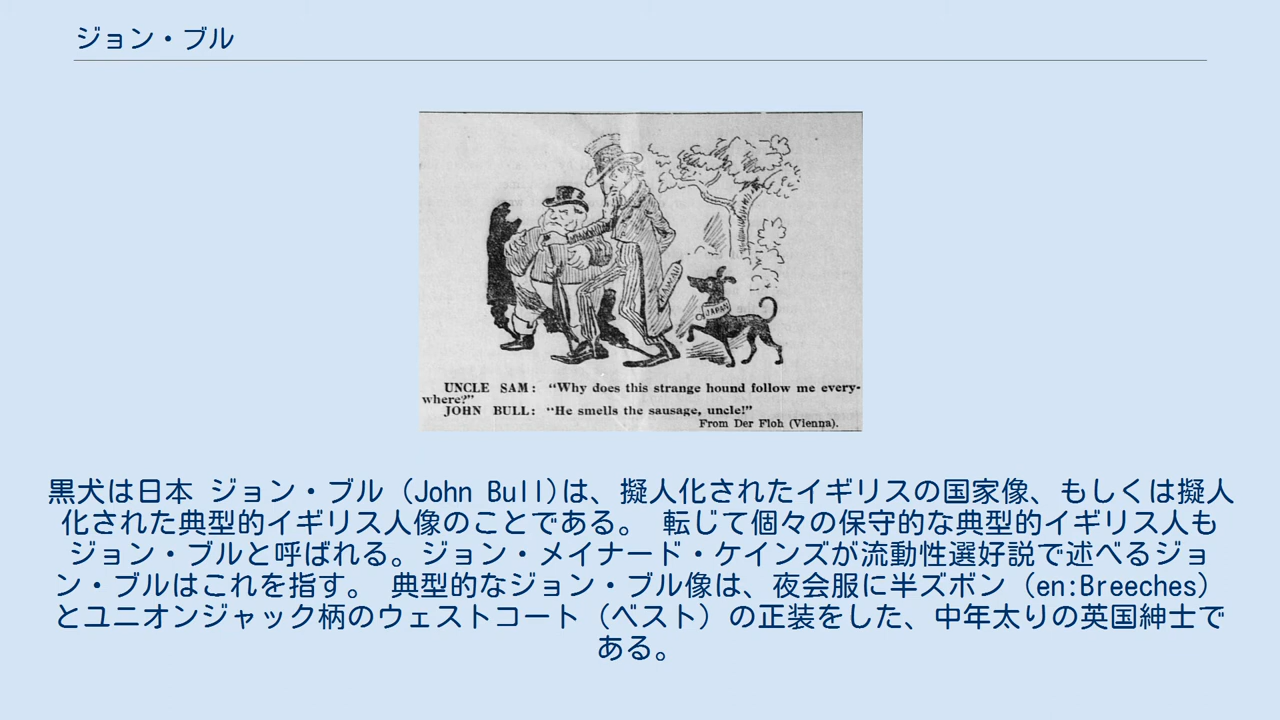 ジョン・ブル
JAPAN
UNCLE SAM: “Why does this strange hound follow me every-
where?”
JOHN BULL: “He smells the sausage, uncle!”
From Der Floh (Vienna).
黒犬は日本 ジョン・ブル (John Bull)は、擬人化されたイギリスの国家像、もしくは擬人
化された典型的イギリス人像のことである。 転じて個々の保守的な典型的イギリス人も
ジョン・ブルと呼ばれる。ジョン・メイナード・ケインズが流動性選好説で述べるジョ
ン・ブルはこれを指す。 典型的なジョン・ブル像は、夜会服に半ズボン（en:Breeches）
とユニオンジャック柄のウェストコート（ベスト）の正装をした、中年太りの英国紳士で
ある。